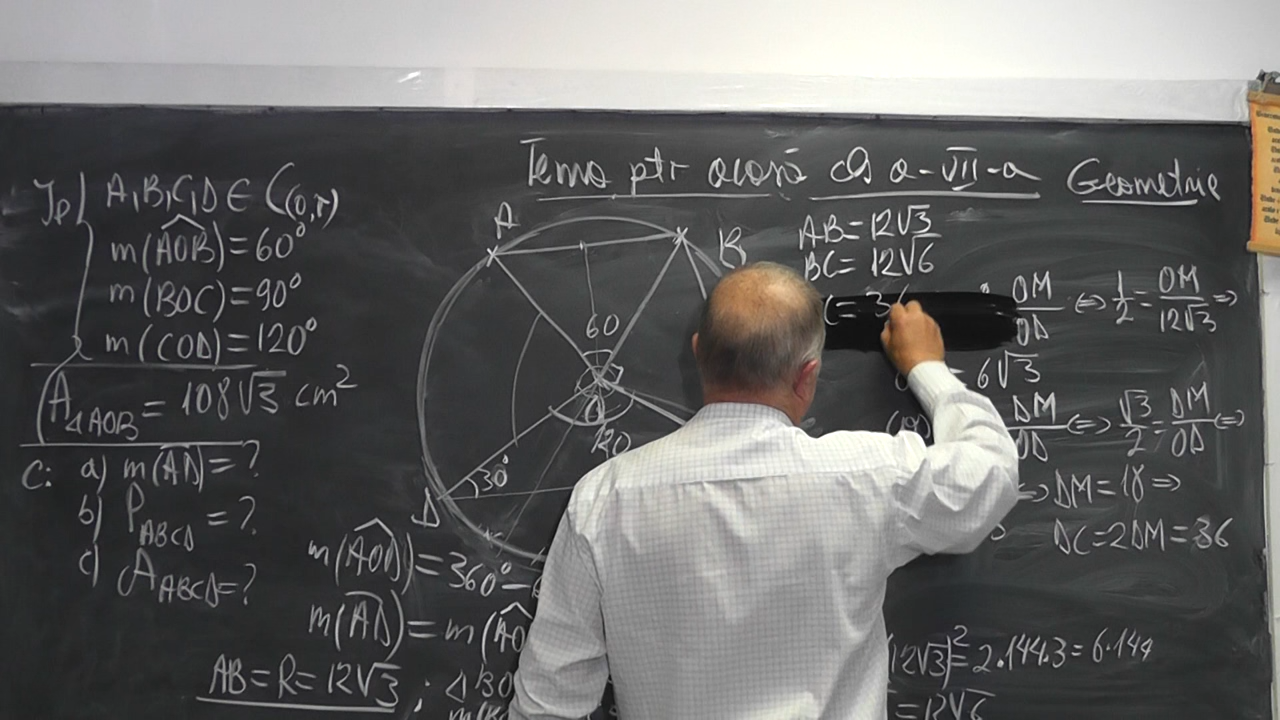 Temo ptr acasă cls a-VII-a Geometrie
Ip) A,B,C,D ∈ C(O,r)
m(AOB)=60°
m(BOC)=90°
m(COD)=120°
A△AOB = 108√3 cm²
C: a) m(AD)=?
b) P ABCD =?
c) A ABCD=?
A
B
60
O
120
30°
D
m(AOD)=360°-
m(AD)=m(AO
AB=R=12√3 ; △BO
AB=12√3
BC=12√6
OM
OD
⇔ 1/2=OM/12√3 ⇒
6√3
DM
OD
⇔ √3/2=DM/OD ⇒
⇒ DM=18 ⇒
DC=2DM=36
12√3)²=2·144·3=6·144
=12√6